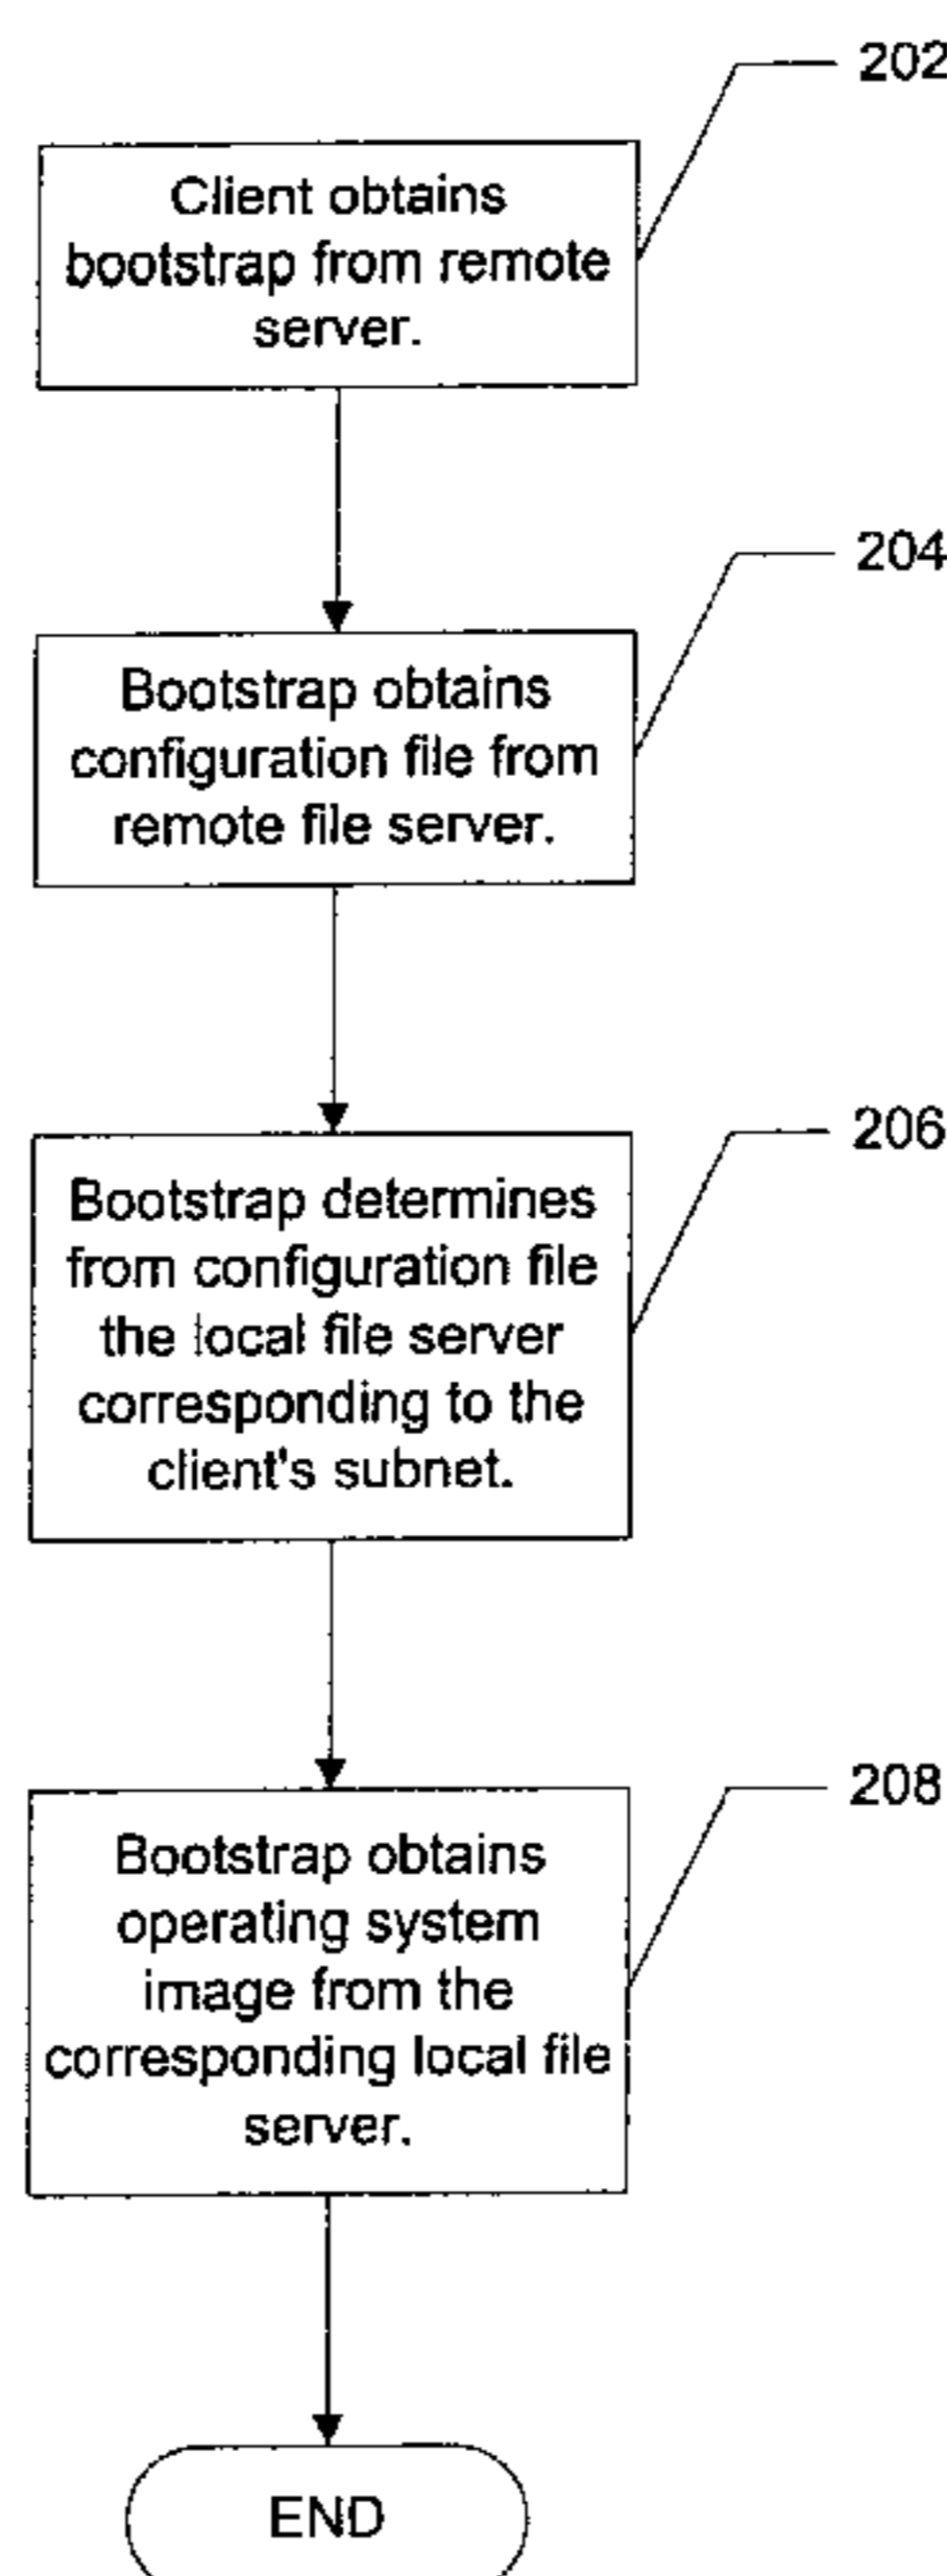 202
Client obtains
bootstrap from remote
server.
204
Bootstrap obtains
configuration file from
remote file server.
206
Bootstrap determines
from configuration file
the local file server
corresponding to the
client's subnet.
208
Bootstrap obtains
operating system
image from the
corresponding local file
server.
END